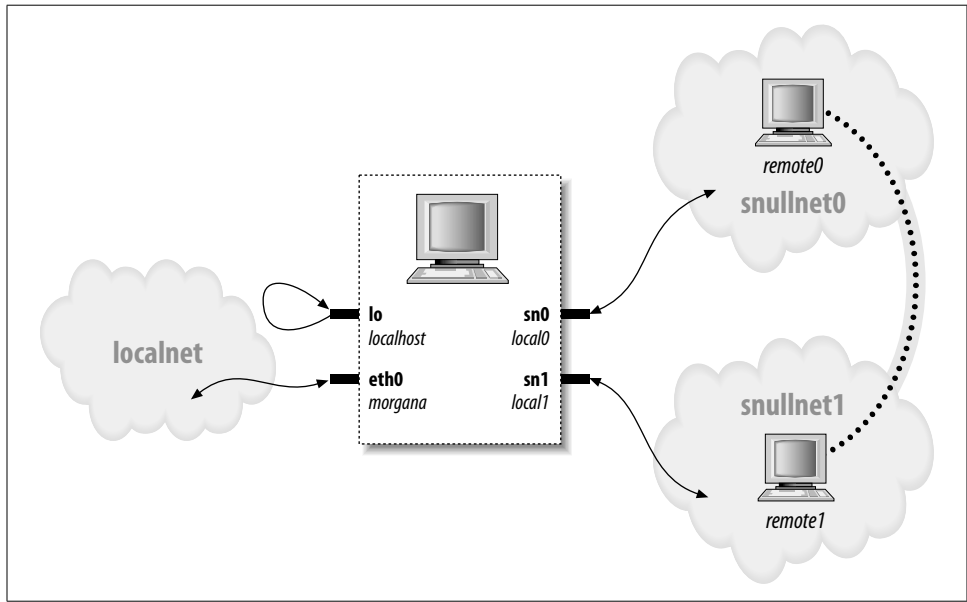 remote0
snullnet0
lo
localhost
eth0
morgana
sn0
local0
sn1
local1
localnet
snullnet1
remote1